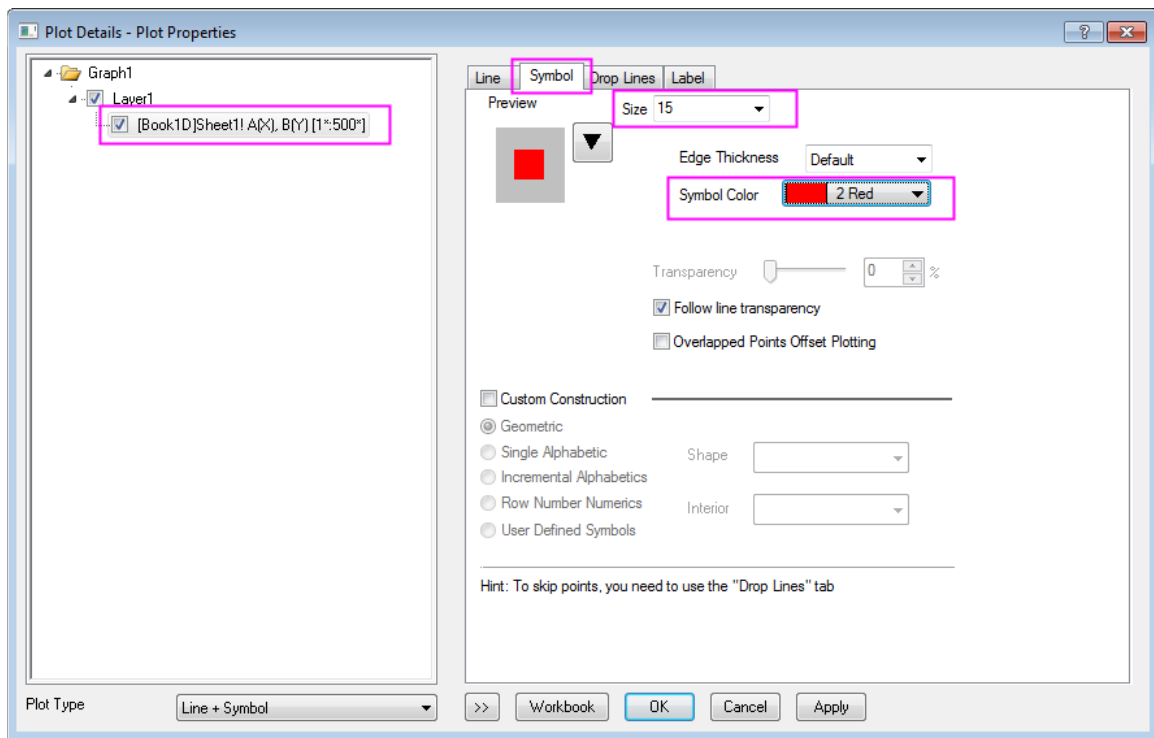 Plot Details - Plot Properties
Graph1
Layer1
[Book1D]Sheet1! A(X), B(Y) [1*:500*]
Line Symbol Drop Lines Label
Preview
Size 15
Edge Thickness Default
Symbol Color 2 Red
Transparency 0 %
Follow line transparency
Overlapped Points Offset Plotting
Custom Construction
Geometric
Single Alphabetic
Shape
Incremental Alphabetics
Row Number Numerics
Interior
User Defined Symbols
Hint: To skip points, you need to use the "Drop Lines" tab
Plot Type Line + Symbol >> Workbook OK Cancel Apply